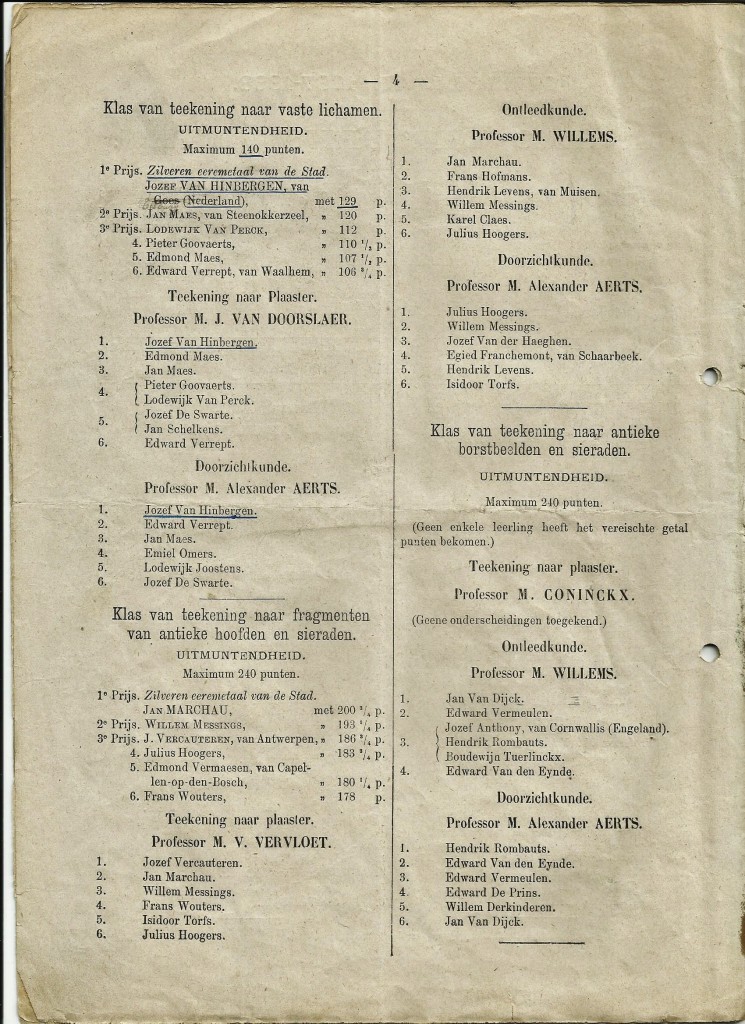 — 4 —
Klas van teekening naar vaste lichamen.
UITMUNTENDHEID.
Maximum 140 punten.
1e Prijs. Zilveren eeremetaal van de Stad.
Jozef VAN HINBERGEN, van
Goes (Nederland), met 129 p.
2e Prijs. Jan Maes, van Steenokkerzeel, „ 120 p.
3e Prijs. Lodewijk Van Perck, „ 112 p.
4. Pieter Goovaerts, „ 110 1/2 p.
5. Edmond Maes, „ 107 1/2 p.
6. Edward Verrept, van Waalhem, „ 106 3/4 p.
Teekening naar Plaaster.
Professor M. J. VAN DOORSLAER.
1. Jozef Van Hinbergen.
2. Edmond Maes.
3. Jan Maes.
4. { Pieter Goovaerts.
Lodewijk Van Perck.
5. { Jozef De Swarte.
Jan Schelkens.
6. Edward Verrept.
Doorzichtkunde.
Professor M. Alexander AERTS.
1. Jozef Van Hinbergen.
2. Edward Verrept.
3. Jan Maes.
4. Emiel Omers.
5. Lodewijk Joostens.
6. Jozef De Swarte.
Klas van teekening naar fragmenten
van antieke hoofden en sieraden.
UITMUNTENDHEID.
Maximum 240 punten.
1e Prijs. Zilveren eeremetaal van de Stad.
Jan MARCHAU, met 200 3/4 p.
2e Prijs. Willem Messings, „ 193 1/4 p.
3e Prijs. J. Vercauteren, van Antwerpen, „ 186 3/4 p.
4. Julius Hoogers, „ 183 3/4 p.
5. Edward Vermaesen, van Capel-
len-op-den-Bosch, „ 180 1/4 p.
6. Frans Wouters, „ 178 p.
Teekening naar plaaster.
Professor M. V. VERVLOET.
1. Jozef Vercauteren.
2. Jan Marchau.
3. Willem Messings.
4. Frans Wouters.
5. Isidoor Torfs.
6. Julius Hoogers.
Ontleedkunde.
Professor M. WILLEMS.
1. Jan Marchau.
2. Frans Hofmans.
3. Hendrik Levens, van Muisen.
4. Willem Messings.
5. Karel Claes.
6. Julius Hoogers.
Doorzichtkunde.
Professor M. Alexander AERTS.
1. Julius Hoogers.
2. Willem Messings.
3. Jozef Van der Haeghen.
4. Egied Franchemont, van Schaarbeek.
5. Hendrik Levens.
6. Isidoor Torfs.
Klas van teekening naar antieke
borstbeelden en sieraden.
UITMUNTENDHEID.
Maximum 240 punten.
(Geen enkele leerling heeft het vereischte getal
punten bekomen.)
Teekening naar plaaster.
Professor M. CONINCKX.
(Geene onderscheidingen toegekend.)
Ontleedkunde.
Professor M. WILLEMS.
1. Jan Van Dijck.
2. Edward Vermeulen.
Jozef Anthony, van Cornwallis (Engeland).
3. { Hendrik Rombauts.
Boudewijn Tuerlinckx.
4. Edward Van den Eynde.
Doorzichtkunde.
Professor M. Alexander AERTS.
1. Hendrik Rombauts.
2. Edward Van den Eynde.
3. Edward Vermeulen.
4. Edward De Prins.
5. Willem Derkinderen.
6. Jan Van Dijck.